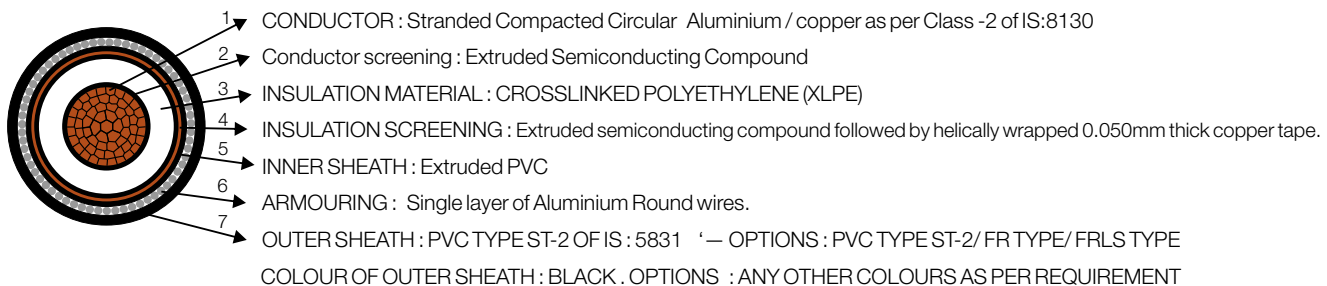 1 CONDUCTOR : Stranded Compacted Circular Aluminium / copper as per Class -2 of IS:8130
2 Conductor screening : Extruded Semiconducting Compound
3 INSULATION MATERIAL : CROSSLINKED POLYETHYLENE (XLPE)
4 INSULATION SCREENING : Extruded semiconducting compound followed by helically wrapped 0.050mm thick copper tape.
5 INNER SHEATH : Extruded PVC
6 ARMOURING : Single layer of Aluminium Round wires.
7 OUTER SHEATH : PVC TYPE ST-2 OF IS : 5831 ‘— OPTIONS : PVC TYPE ST-2/ FR TYPE/ FRLS TYPE
COLOUR OF OUTER SHEATH : BLACK . OPTIONS : ANY OTHER COLOURS AS PER REQUIREMENT